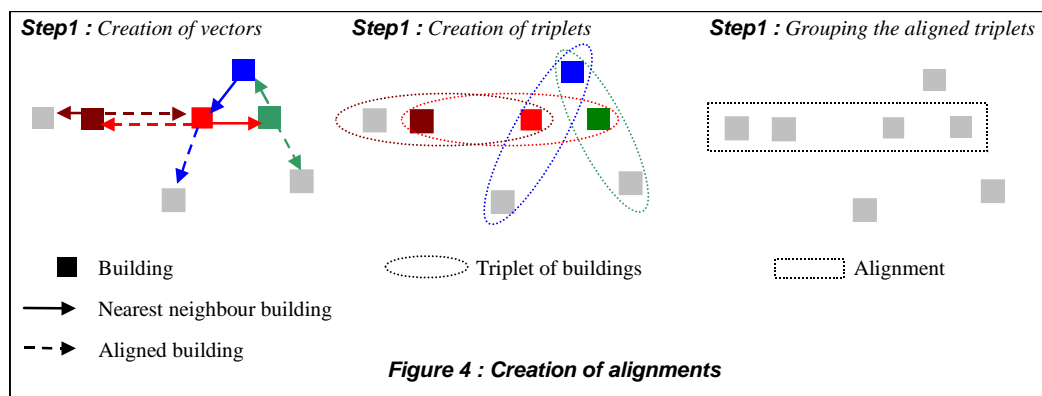 Step1 : Creation of vectors
Step1 : Creation of triplets
Step1 : Grouping the aligned triplets
Building
Triplet of buildings
Alignment
Nearest neighbour building
Aligned building
Figure 4 : Creation of alignments